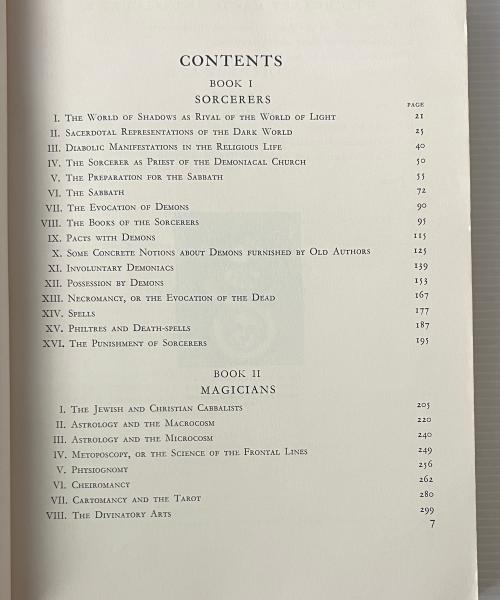 CONTENTS
BOOK I
SORCERERS
PAGE
I. The World of Shadows as Rival of the World of Light 21
II. Sacerdotal Representations of the Dark World 25
III. Diabolic Manifestations in the Religious Life 40
IV. The Sorcerer as Priest of the Demoniacal Church 50
V. The Preparation for the Sabbath 55
VI. The Sabbath 72
VII. The Evocation of Demons 90
VIII. The Books of the Sorcerers 95
IX. Pacts with Demons 115
X. Some Concrete Notions about Demons furnished by Old Authors 125
XI. Involuntary Demoniacs 139
XII. Possession by Demons 153
XIII. Necromancy, or the Evocation of the Dead 167
XIV. Spells 177
XV. Philtres and Death-spells 187
XVI. The Punishment of Sorcerers 195
BOOK II
MAGICIANS
I. The Jewish and Christian Cabbalists 205
II. Astrology and the Macrocosm 220
III. Astrology and the Microcosm 240
IV. Metoposcopy, or the Science of the Frontal Lines 249
V. Physiognomy 256
VI. Cheiromancy 262
VII. Cartomancy and the Tarot 280
VIII. The Divinatory Arts 299
7